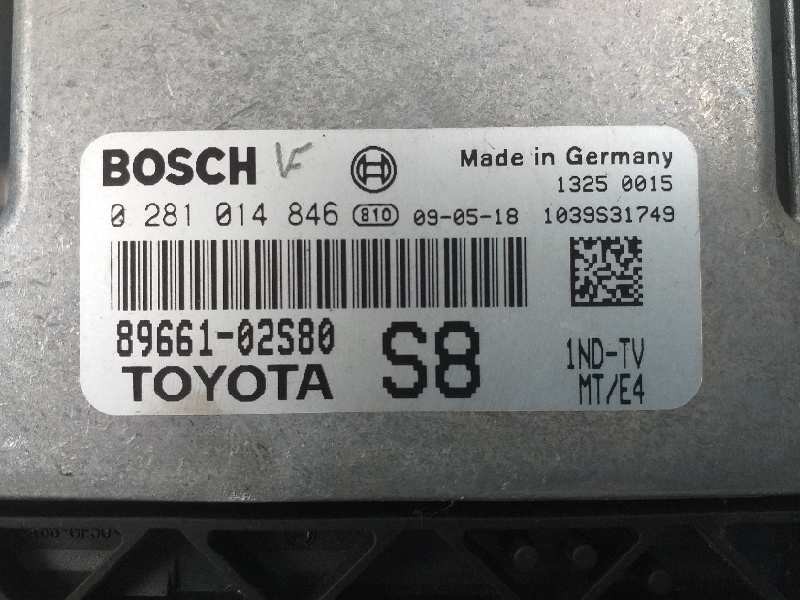 BOSCH
Made in Germany
1325 0015
0 281 014 846 810 09-05-18 1039S31749
89661-02S80
TOYOTA
S8
1ND-TV
MT/E4